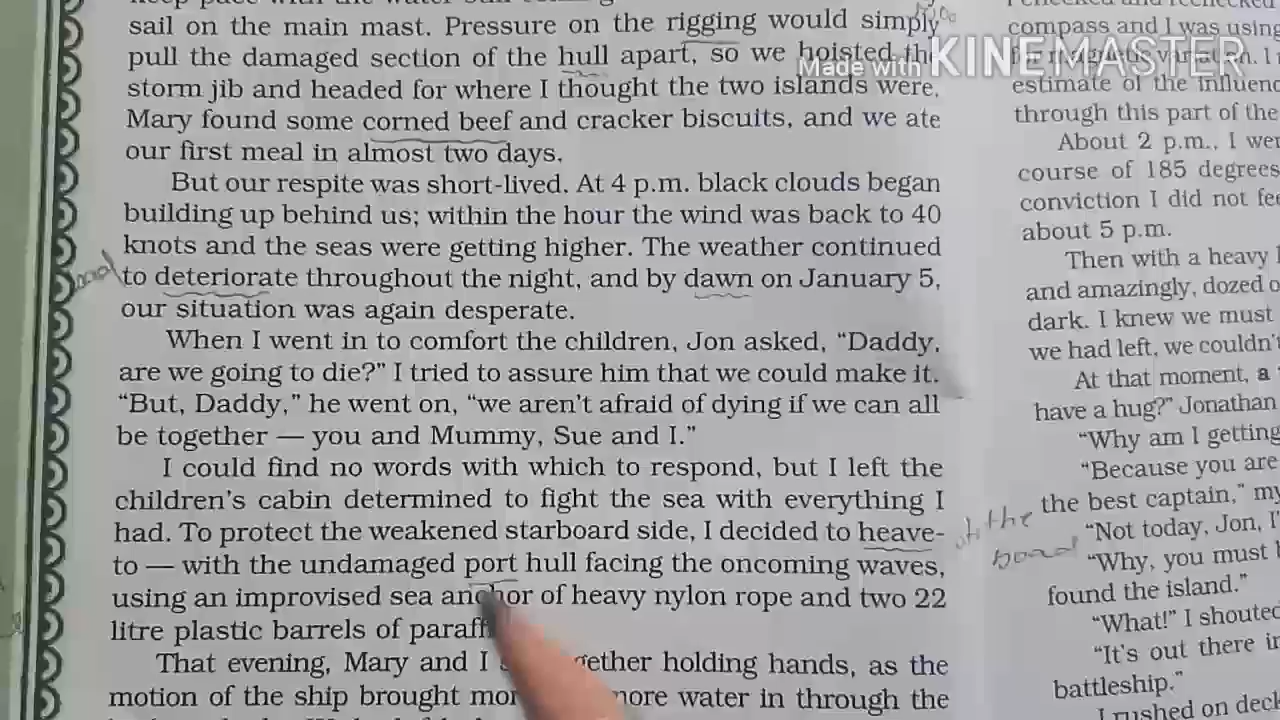 sail on the main mast. Pressure on the rigging would simply
pull the damaged section of the hull apart, so we hoisted the
storm jib and headed for where I thought the two islands were.
Mary found some corned beef and cracker biscuits, and we ate
our first meal in almost two days.
But our respite was short-lived. At 4 p.m. black clouds began
building up behind us; within the hour the wind was back to 40
knots and the seas were getting higher. The weather continued
to deteriorate throughout the night, and by dawn on January 5,
our situation was again desperate.
When I went in to comfort the children, Jon asked, “Daddy,
are we going to die?” I tried to assure him that we could make it.
“But, Daddy,” he went on, “we aren’t afraid of dying if we can all
be together — you and Mummy, Sue and I.”
I could find no words with which to respond, but I left the
children’s cabin determined to fight the sea with everything I
had. To protect the weakened starboard side, I decided to heave-
to — with the undamaged port hull facing the oncoming waves,
using an improvised sea anchor of heavy nylon rope and two 22
litre plastic barrels of
That evening, Mary and I holding hands, as the
motion of the ship brought more water in through the
compass and I was using
estimate of the
through this part of the
About 2 p.m., I
course of 185 degrees
conviction I did not
about 5 p.m.
Then with a heavy
and amazingly, dozed
dark. I knew we must
we had left, we
At that moment, a
have a hug?” Jonathan
“Why am I getting
“Because you are
the best captain,” my
“Not today, Jon,
“Why, you must
found the island.”
“What!” I shouted
“It’s out there
battleship.”
I rushed on deck
Made with KINEMASTER